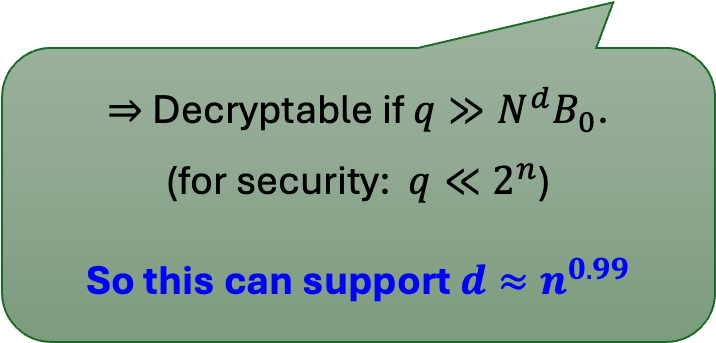 ⇒ Decryptable if q ≫ N^d B_0.
(for security: q ≪ 2^n)
So this can support d ≈ n^0.99